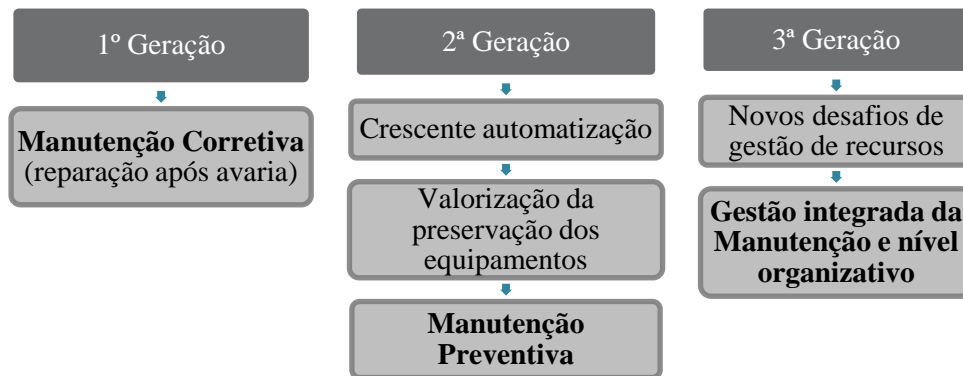 1º Geração
Manutenção Corretiva
(reparação após avaria)
2ª Geração
Crescente automatização
Valorização da
preservação dos
equipamentos
Manutenção
Preventiva
3ª Geração
Novos desafios de
gestão de recursos
Gestão integrada da
Manutenção e nível
organizativo